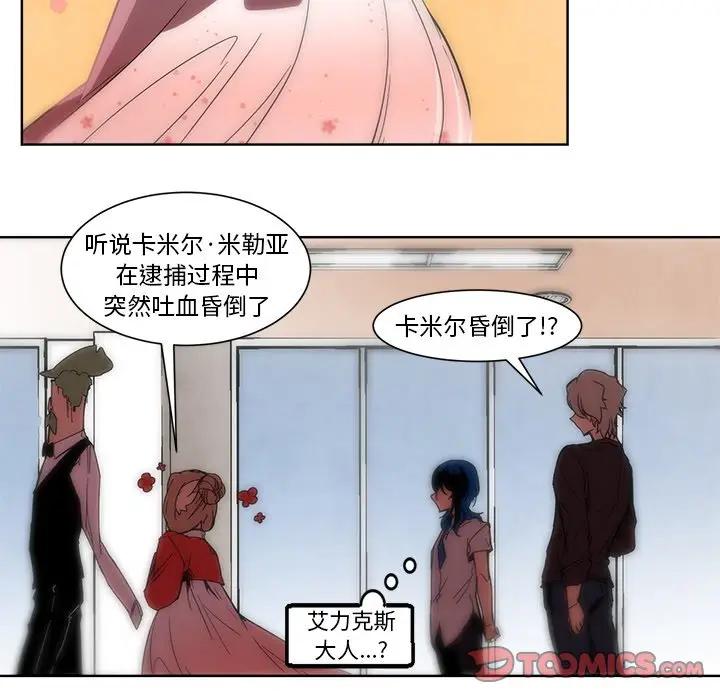 听说卡米尔·米勒亚
在逮捕过程中
突然吐血昏倒了
卡米尔昏倒了!?
艾力克斯
大人...?
TOOMICS.COM